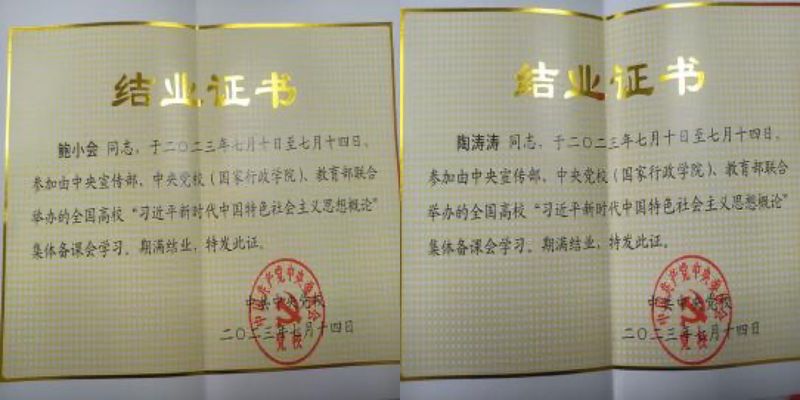 结业证书
鲍小会 同志，于二〇二三年七月十日至七月十四日，
参加由中央宣传部、中央党校（国家行政学院）、教育部联合
举办的全国高校“习近平新时代中国特色社会主义思想概论”
集体备课会学习。期满结业，特发此证。
中共中央党校
二〇二三年七月十四日
结业证书
陶涛涛 同志，于二〇二三年七月十日至七月十四日，
参加由中央宣传部、中央党校（国家行政学院）、教育部联合
举办的全国高校“习近平新时代中国特色社会主义思想概论”
集体备课会学习。期满结业，特发此证。
中共中央党校
二〇二三年七月十四日